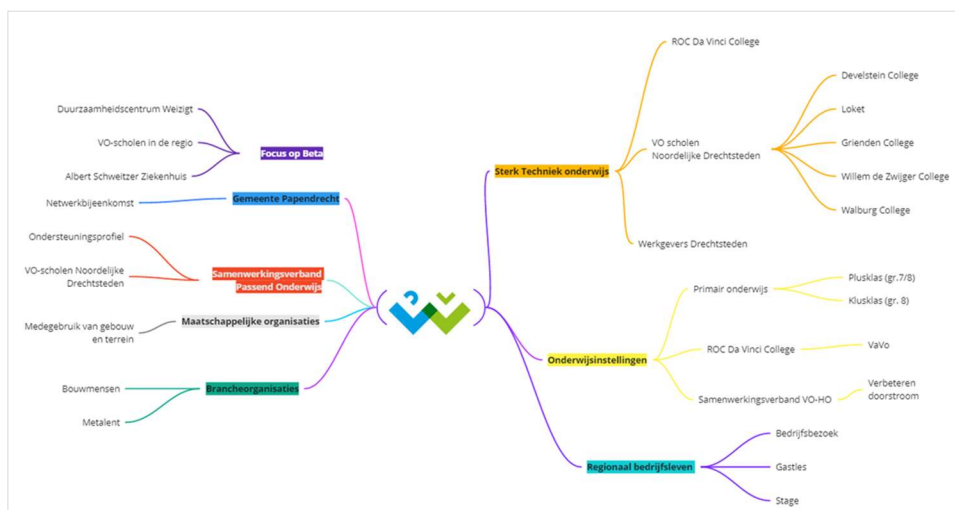 Duurzaamheidscentrum Weizigt
VO-scholen in de regio
Albert Schweitzer Ziekenhuis
Focus op Beta
Netwerkbijeenkomst
Gemeente Papendrecht
Ondersteuningsprofiel
VO-scholen Noordelijke
Drechtsteden
Samenwerkingsverband
Passend Onderwijs
Medegebruik van gebouw
en terrein
Maatschappelijke organisaties
Bouwmensen
Metalent
Brancheorganisaties
Sterk Techniek onderwijs
ROC Da Vinci College
VO scholen
Noordelijke Drechtsteden
Develstein College
Loket
Grienden College
Willem de Zwijger College
Walburg College
Werkgevers Drechtsteden
Onderwijsinstellingen
Primair onderwijs
Plusklas (gr.7/8)
Klusklas (gr. 8)
ROC Da Vinci College
VaVo
Samenwerkingsverband VO-HO
Verbeteren
doorstroom
Regionaal bedrijfsleven
Bedrijfsbezoek
Gastles
Stage